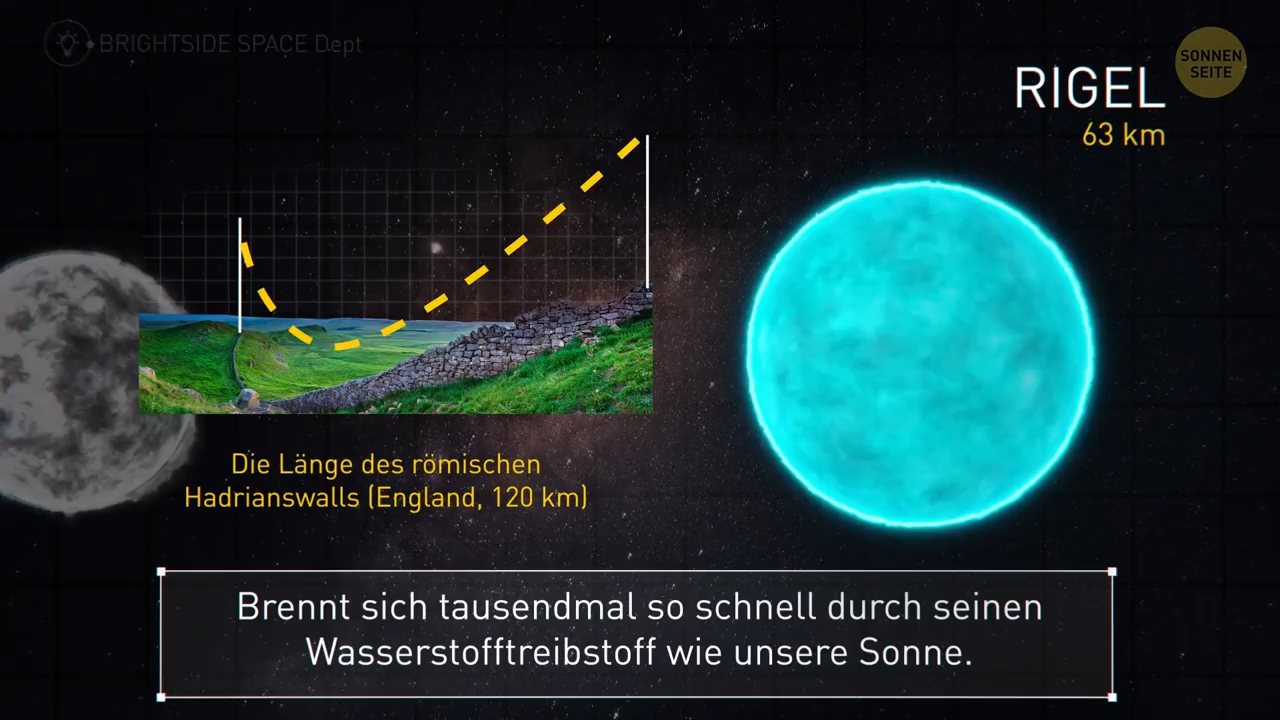 BRIGHTSIDE SPACE Dept
SONNEN
SEITE
RIGEL
63 km
Die Länge des römischen
Hadrianswalls (England, 120 km)
Brennt sich tausendmal so schnell durch seinen
Wasserstofftreibstoff wie unsere Sonne.